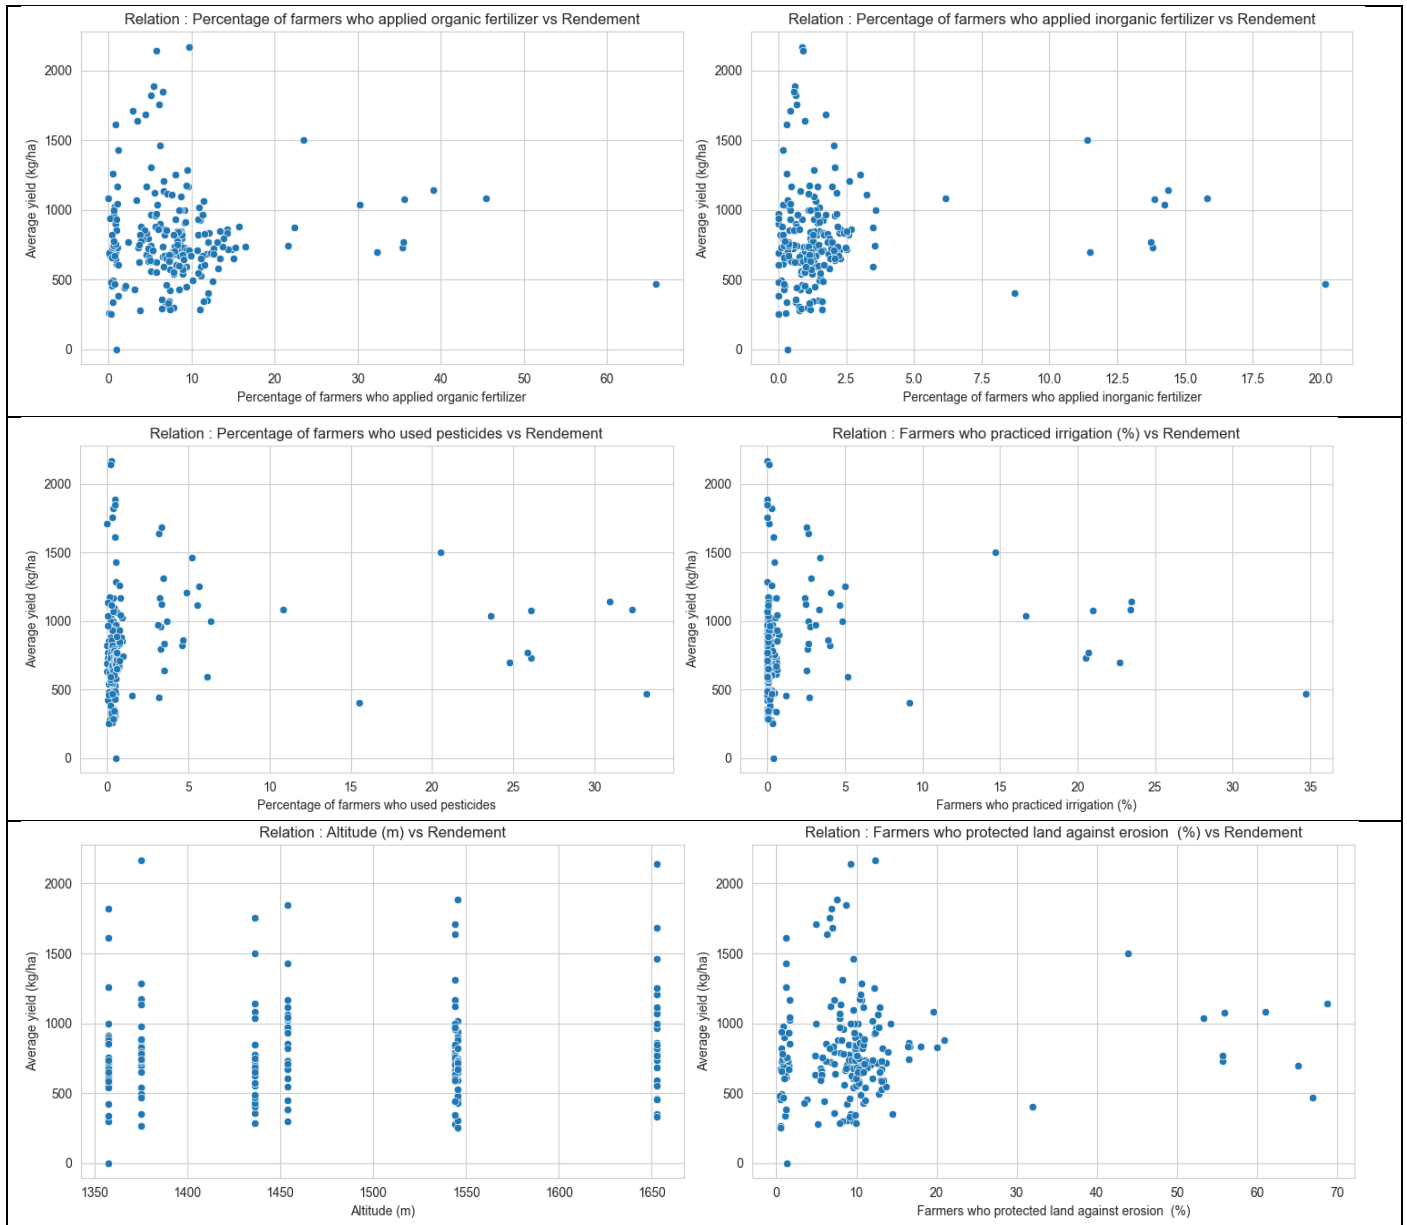 Relation : Percentage of farmers who applied organic fertilizer vs Rendement
2000
1500
1000
500
0
Average yield (kg/ha)
0 10 20 30 40 50 60
Percentage of farmers who applied organic fertilizer
Relation : Percentage of farmers who applied inorganic fertilizer vs Rendement
2000
1500
1000
500
0
Average yield (kg/ha)
0.0 2.5 5.0 7.5 10.0 12.5 15.0 17.5 20.0
Percentage of farmers who applied inorganic fertilizer
Relation : Percentage of farmers who used pesticides vs Rendement
2000
1500
1000
500
0
Average yield (kg/ha)
0 5 10 15 20 25 30
Percentage of farmers who used pesticides
Relation : Farmers who practiced irrigation (%) vs Rendement
2000
1500
1000
500
0
Average yield (kg/ha)
0 5 10 15 20 25 30 35
Farmers who practiced irrigation (%)
Relation : Altitude (m) vs Rendement
2000
1500
1000
500
0
Average yield (kg/ha)
1350 1400 1450 1500 1550 1600 1650
Altitude (m)
Relation : Farmers who protected land against erosion  (%) vs Rendement
2000
1500
1000
500
0
Average yield (kg/ha)
0 10 20 30 40 50 60 70
Farmers who protected land against erosion  (%)